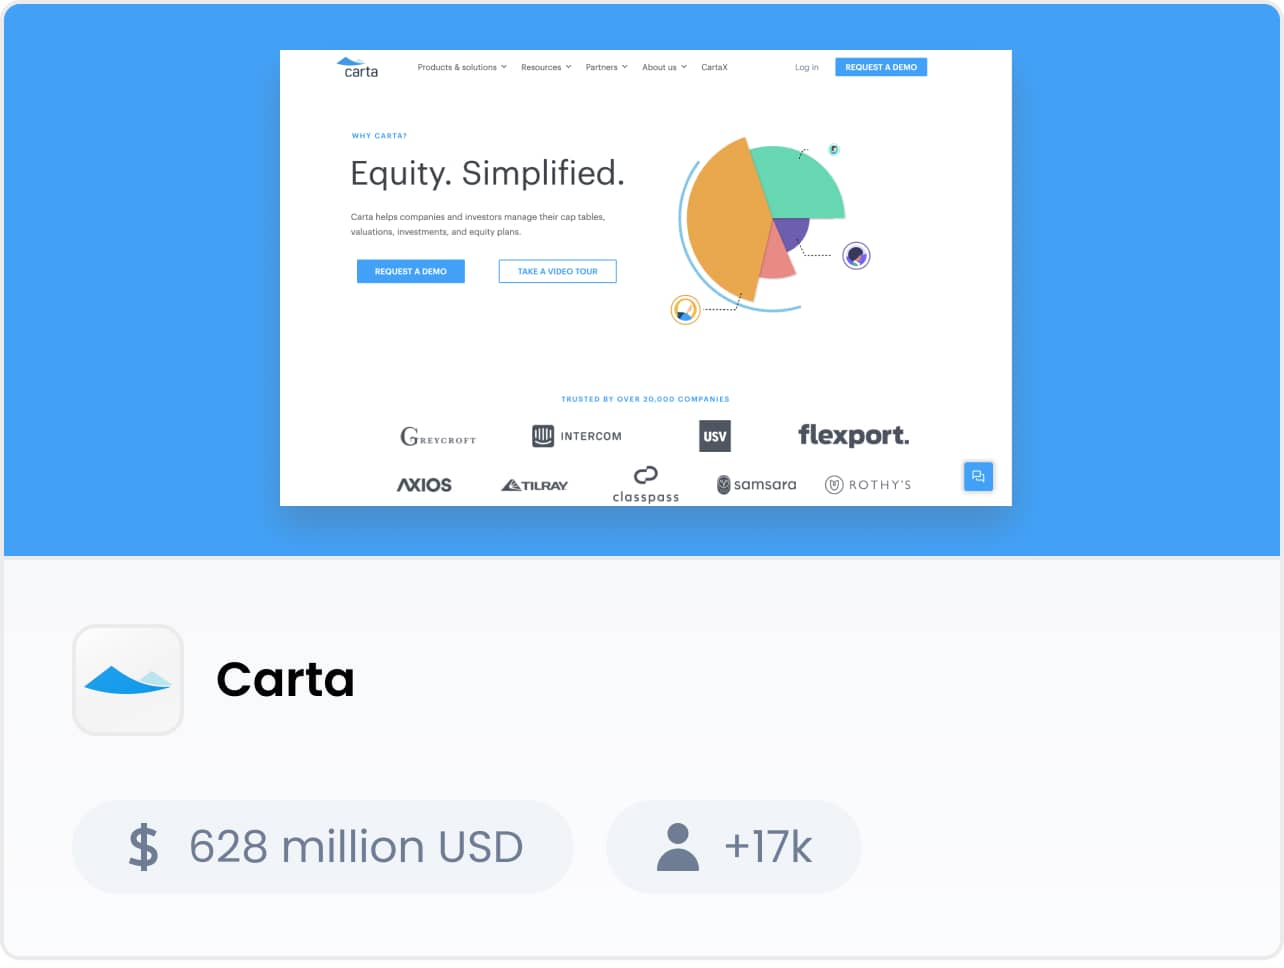 carta
Products & solutions Resources Partners About us CartaX Log in REQUEST A DEMO
WHY CARTA?
Equity. Simplified.
Carta helps companies and investors manage their cap tables,
valuations, investments, and equity plans.
REQUEST A DEMO TAKE A VIDEO TOUR
TRUSTED BY OVER 20,000 COMPANIES
GREYCROFT INTERCOM USV flexport.
AXIOS TILRAY classpass samsara ROTHY'S
Carta
$ 628 million USD +17k